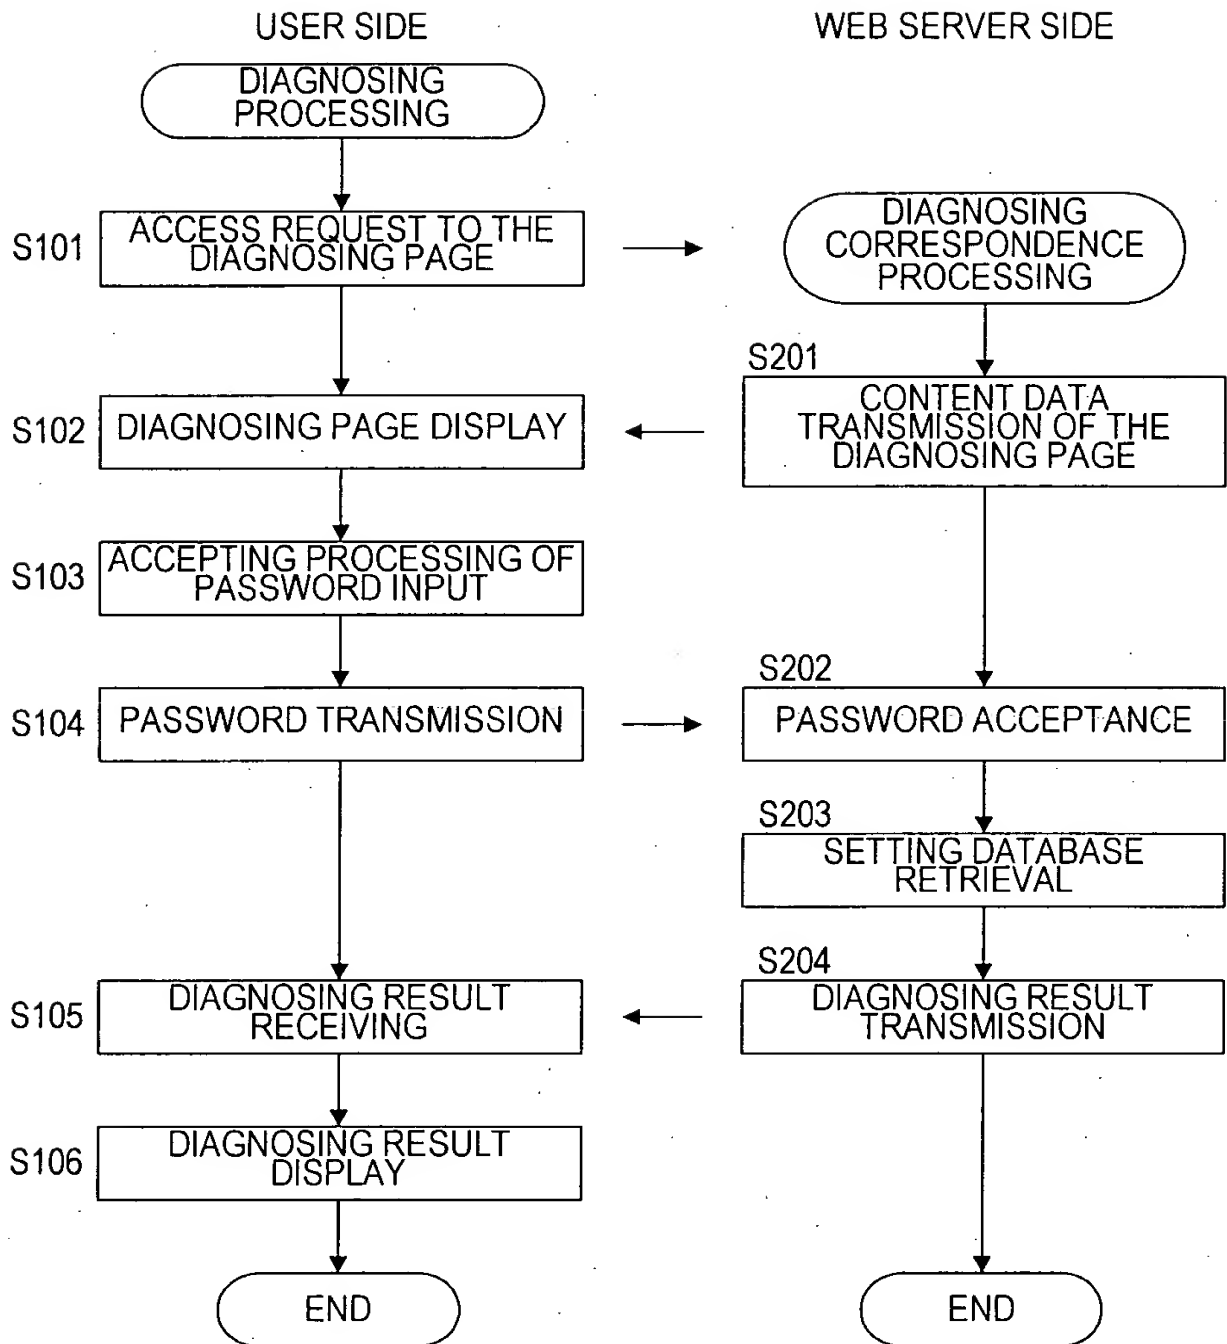 USER SIDE
WEB SERVER SIDE
DIAGNOSING
PROCESSING
S101
ACCESS REQUEST TO THE
DIAGNOSING PAGE
DIAGNOSING
CORRESPONDENCE
PROCESSING
S102
DIAGNOSING PAGE DISPLAY
S201
CONTENT DATA
TRANSMISSION OF THE
DIAGNOSING PAGE
S103
ACCEPTING PROCESSING OF
PASSWORD INPUT
S104
PASSWORD TRANSMISSION
S202
PASSWORD ACCEPTANCE
S203
SETTING DATABASE
RETRIEVAL
S105
DIAGNOSING RESULT
RECEIVING
S204
DIAGNOSING RESULT
TRANSMISSION
S106
DIAGNOSING RESULT
DISPLAY
END
END